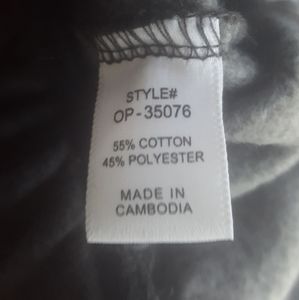 STYLE#
OP-35076
55% COTTON
45% POLYESTER
MADE IN
CAMBODIA